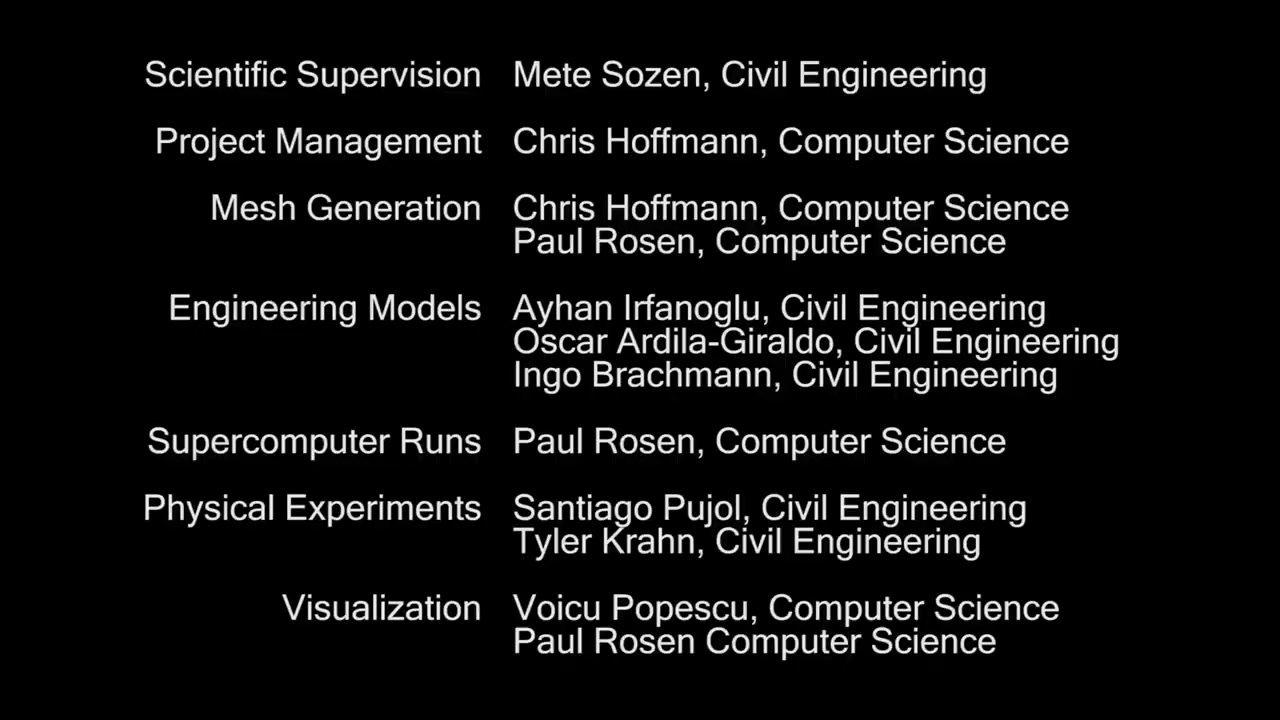 Scientific Supervision Mete Sozen, Civil Engineering
Project Management Chris Hoffmann, Computer Science
Mesh Generation Chris Hoffmann, Computer Science
Paul Rosen, Computer Science
Engineering Models Ayhan Irfanoglu, Civil Engineering
Oscar Ardila-Giraldo, Civil Engineering
Ingo Brachmann, Civil Engineering
Supercomputer Runs Paul Rosen, Computer Science
Physical Experiments Santiago Pujol, Civil Engineering
Tyler Krahn, Civil Engineering
Visualization Voicu Popescu, Computer Science
Paul Rosen Computer Science